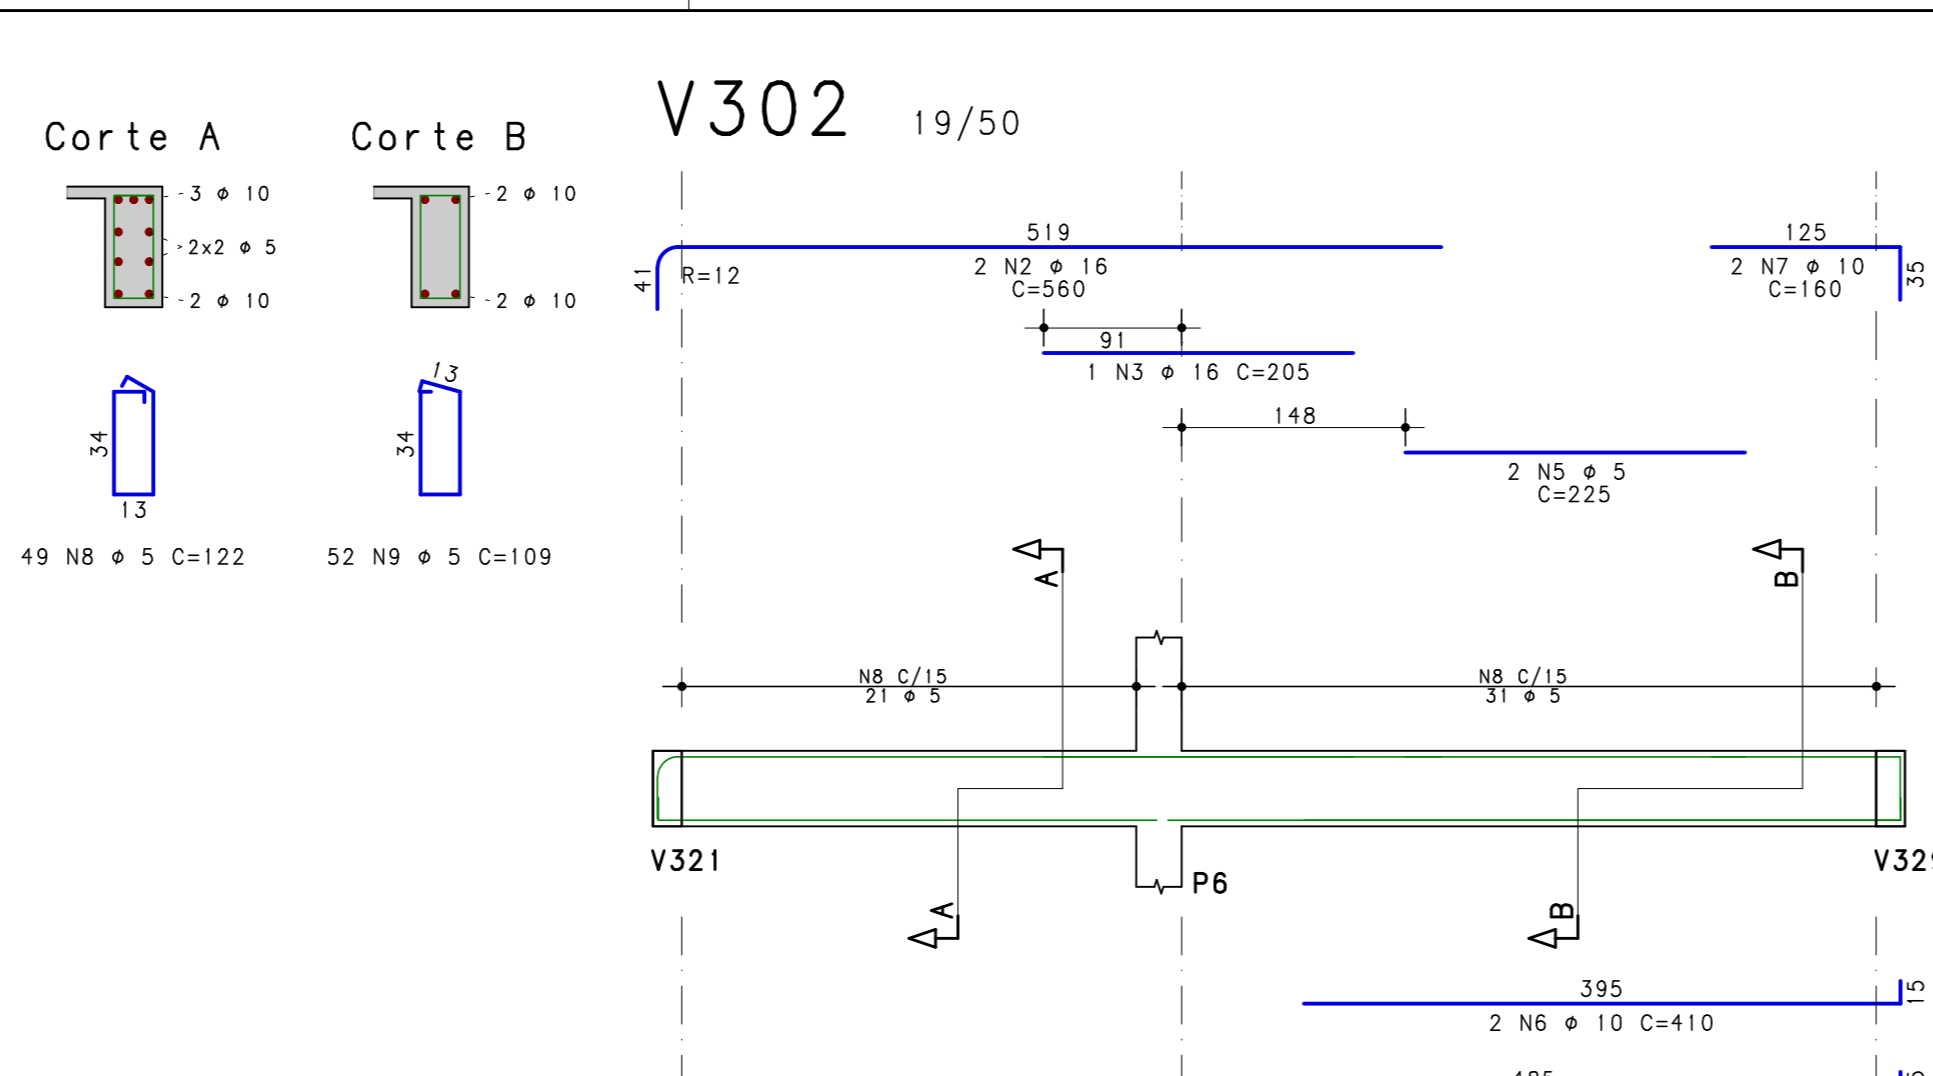 V302 19/50
Corte A
3 ø 10
2x2 ø 5
2 ø 10
34
13
49 N8 ø 5 C=122
Corte B
2 ø 10
2 ø 10
13
34
52 N9 ø 5 C=109
519
41
R=12
2 N2 ø 16
C=560
125
2 N7 ø 10
C=160
35
91
1 N3 ø 16 C=205
148
2 N5 ø 5
C=225
A
B
N8 C/15
21 ø 5
N8 C/15
31 ø 5
V321
P6
A
B
395
15
2 N6 ø 10 C=410